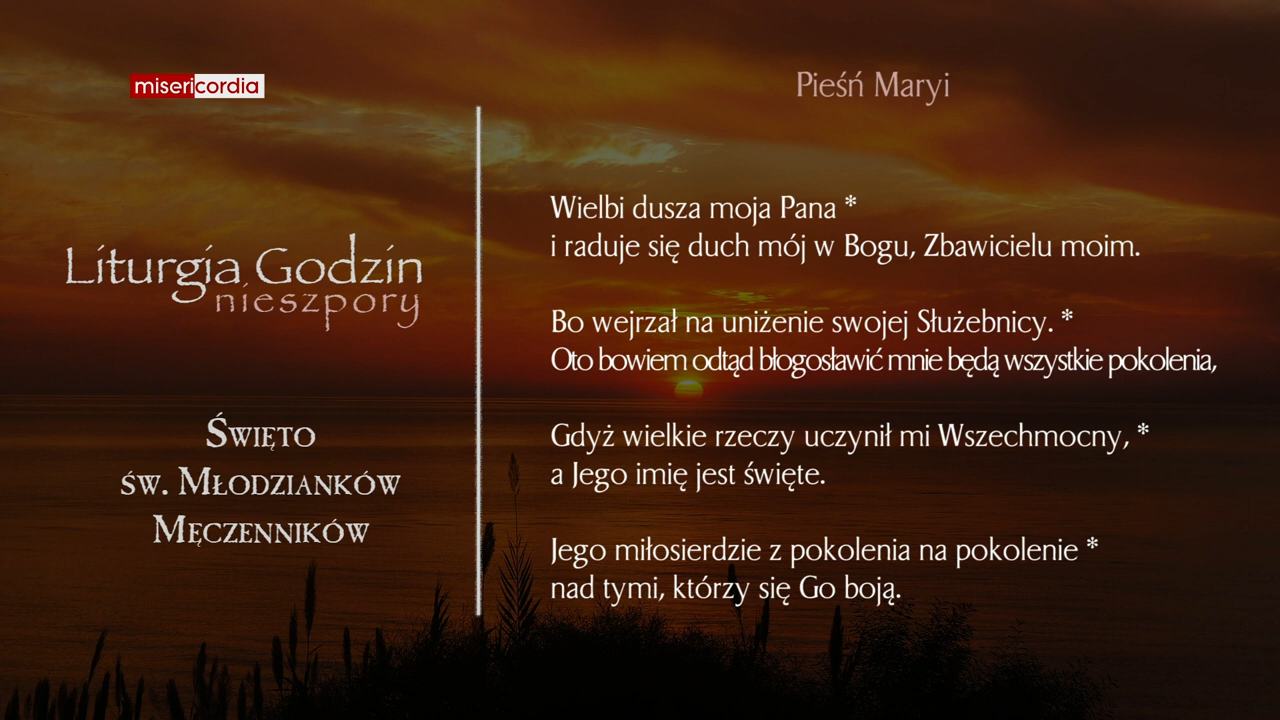 misericordia
Liturgia Godzin
nieszpory
Święto
św. Młodzianków
Męczenników
Pieśń Maryi
Wielbi dusza moja Pana *
i raduje się duch mój w Bogu, Zbawicielu moim.
Bo wejrzał na uniżenie swojej Służebnicy. *
Oto bowiem odtąd błogosławić mnie będą wszystkie pokolenia,
Gdyż wielkie rzeczy uczynił mi Wszechmocny, *
a Jego imię jest święte.
Jego miłosierdzie z pokolenia na pokolenie *
nad tymi, którzy się Go boją.